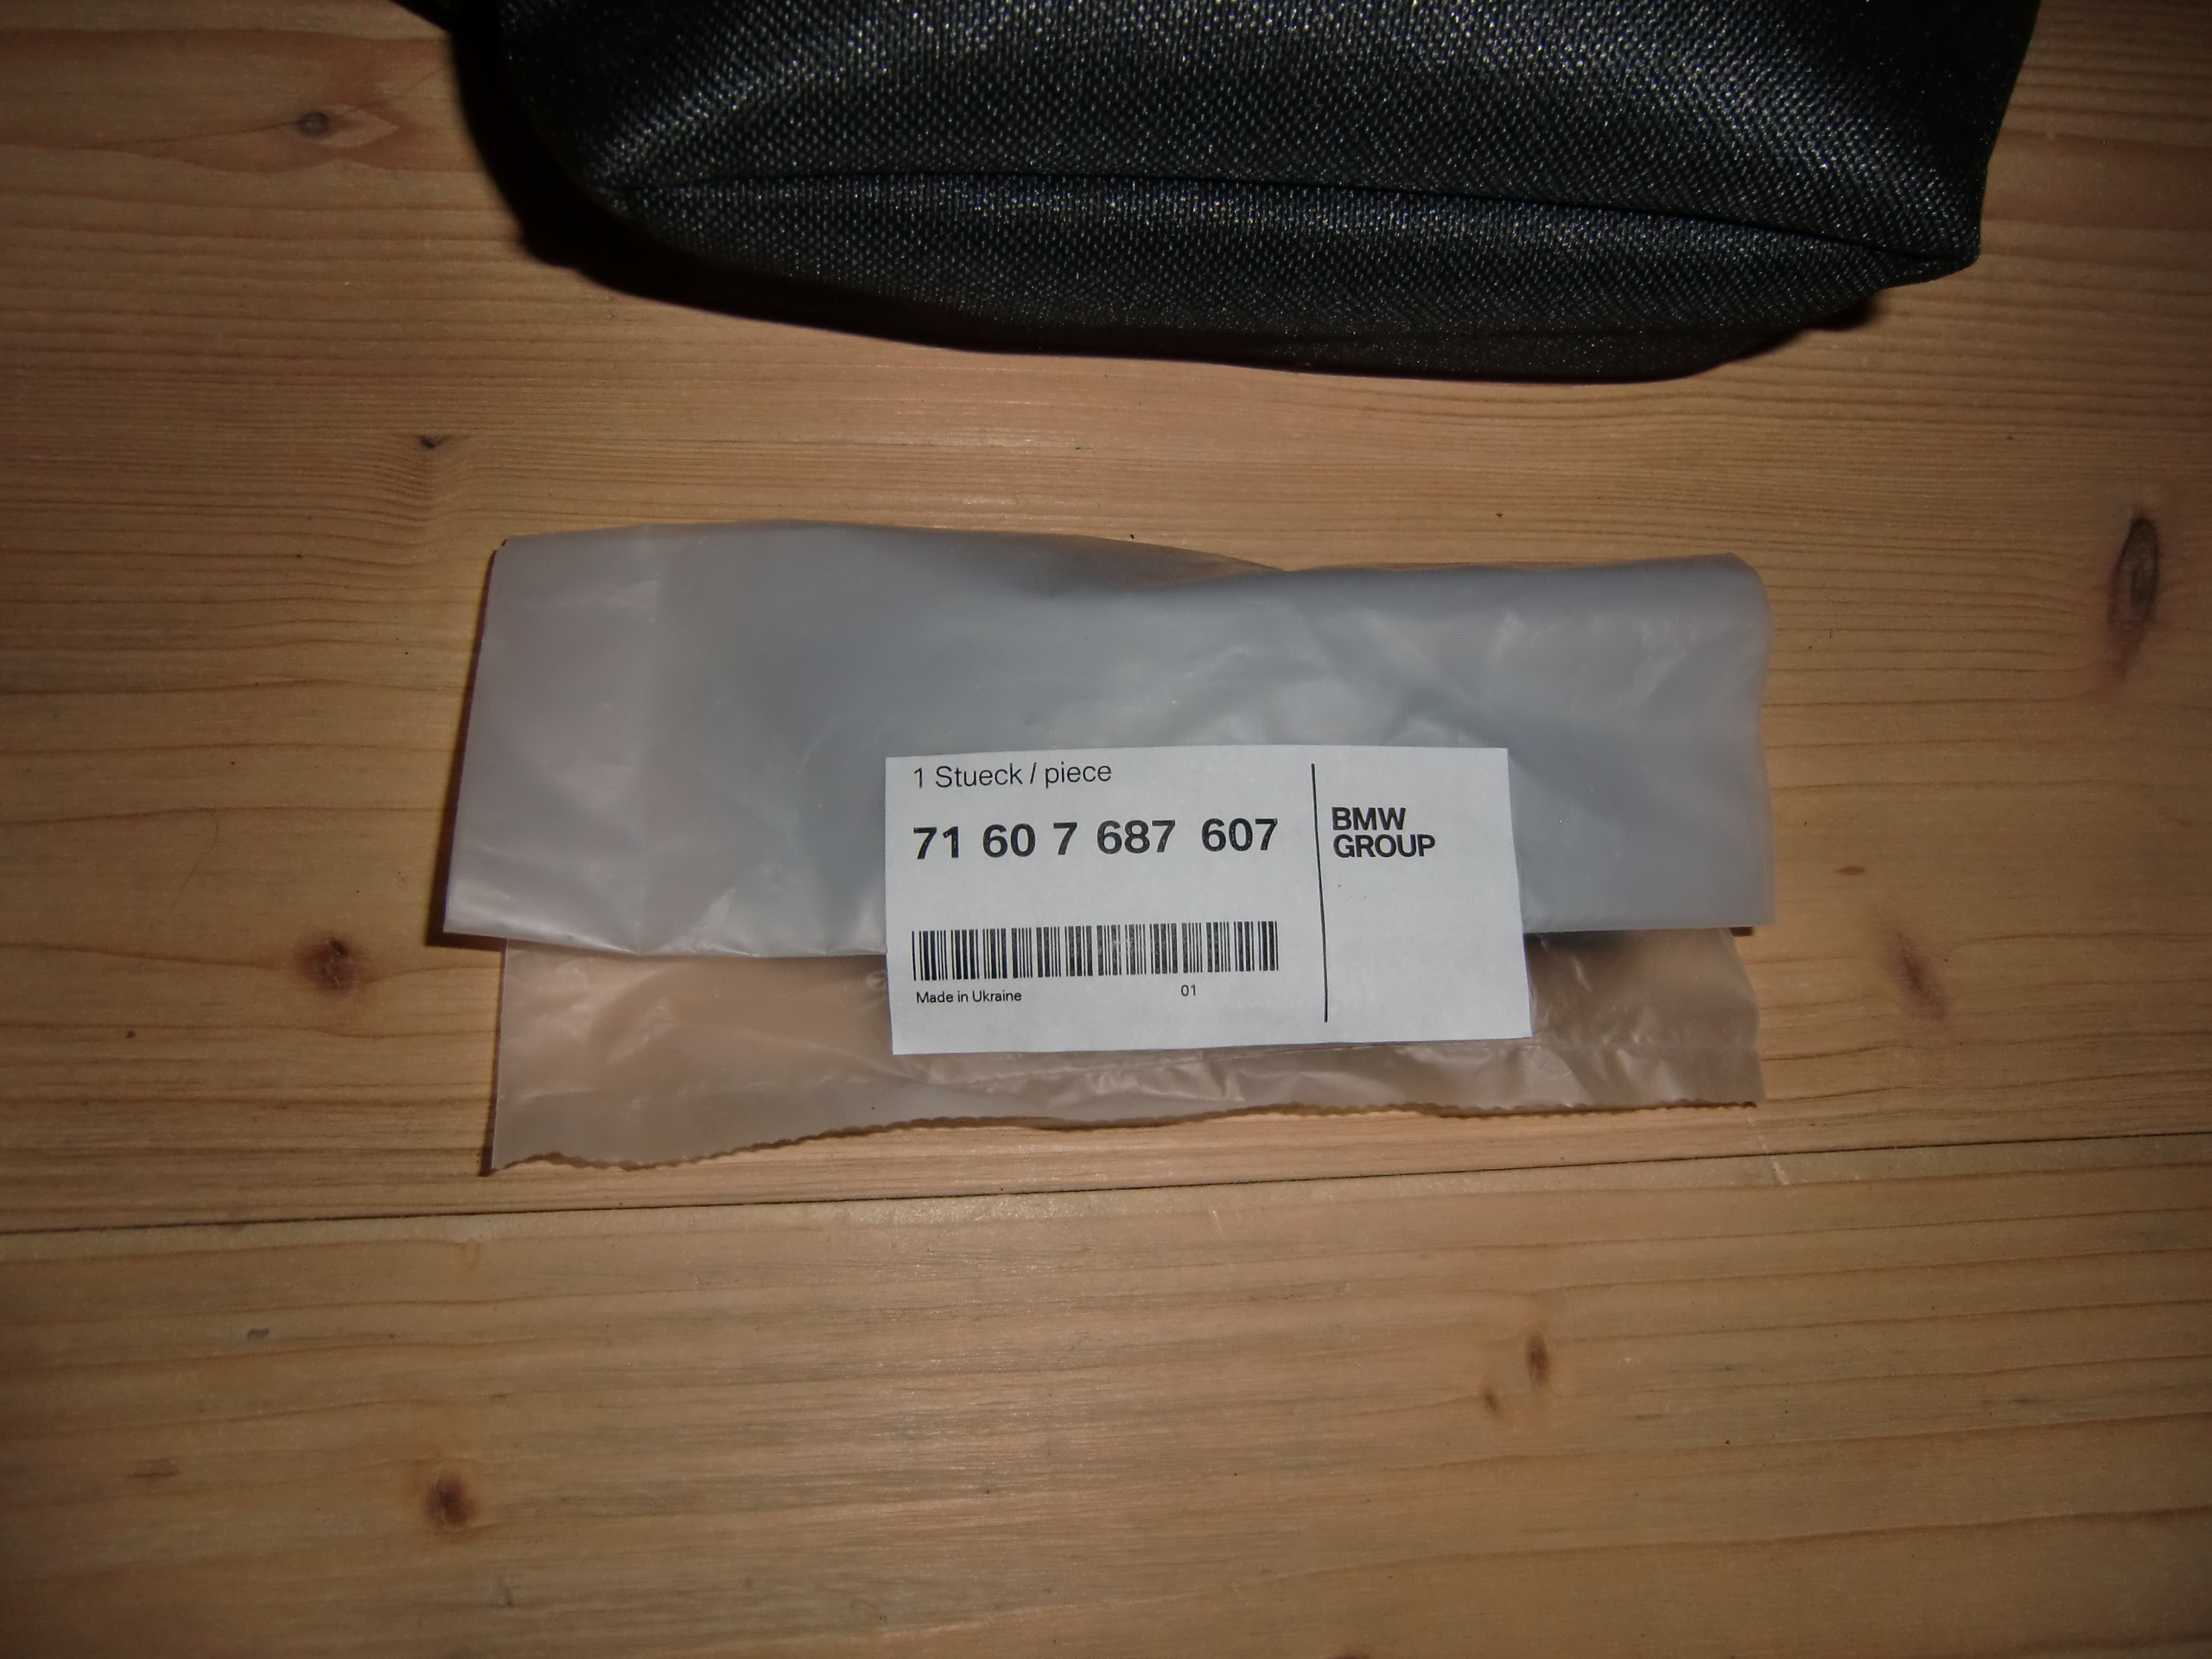 1 Stueck / piece
71 60 7 687 607
BMW
GROUP
Made in Ukraine 01